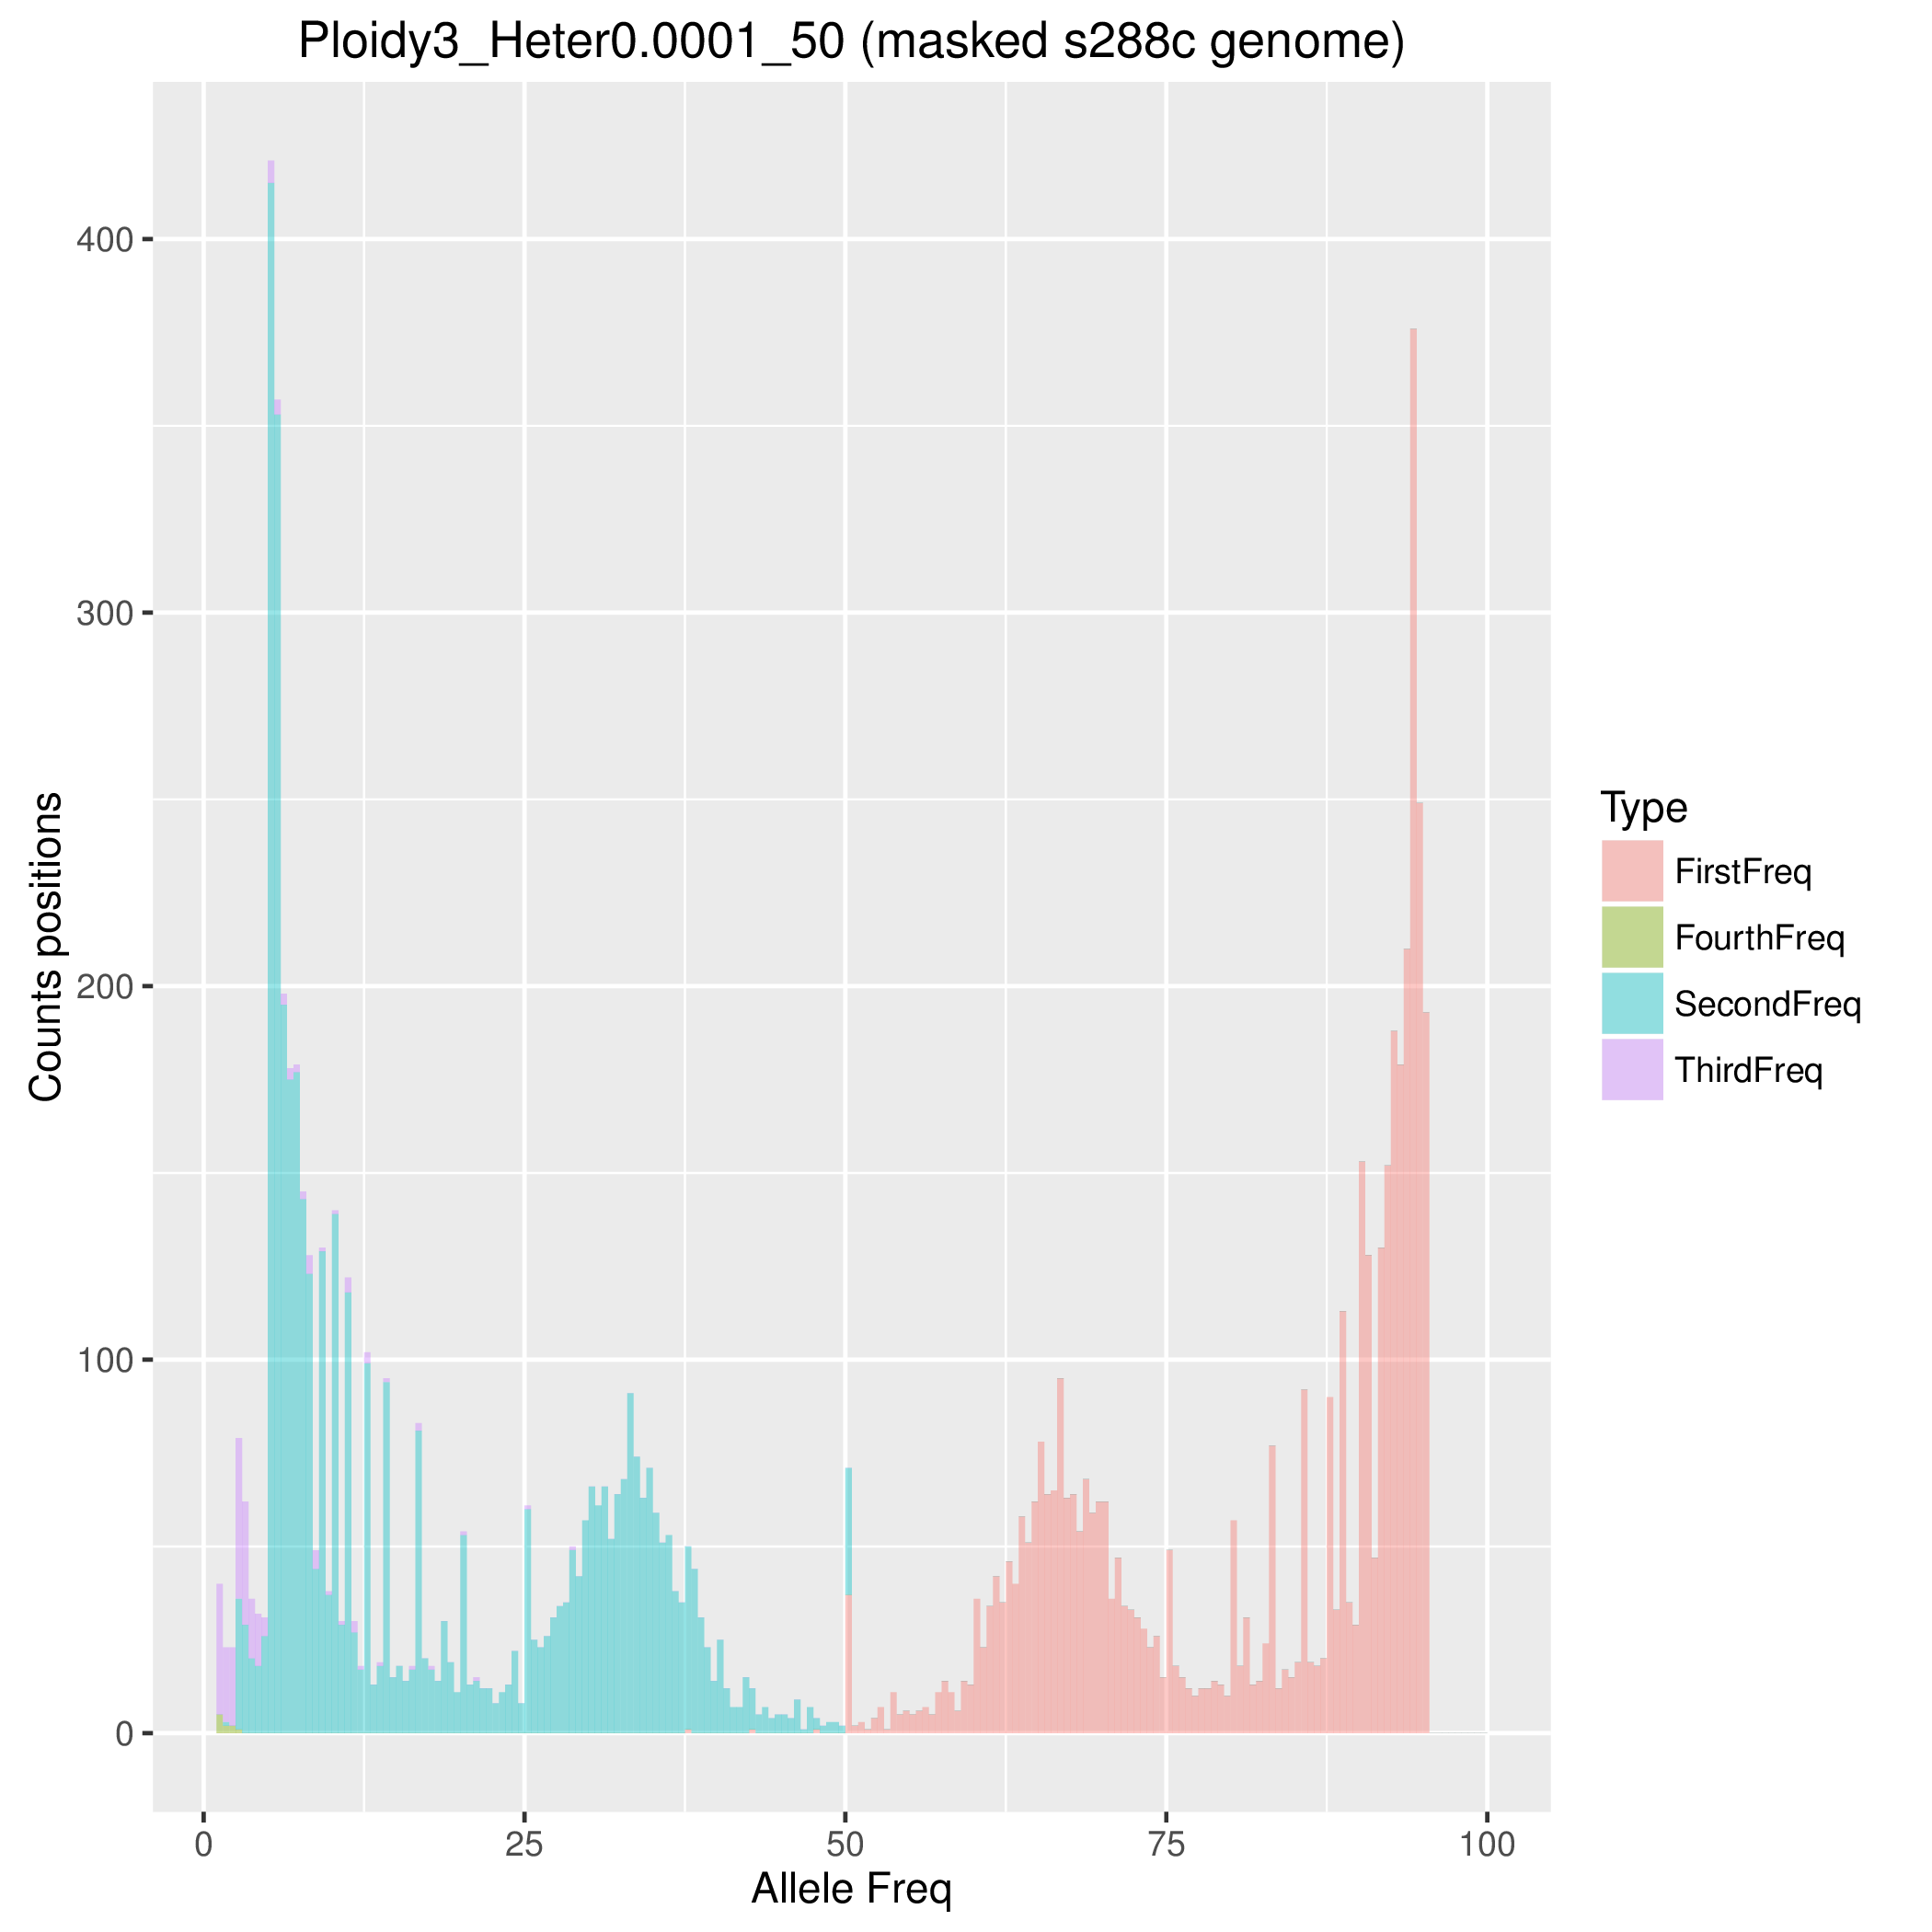 Ploidy3_Heter0.0001_50 (masked s288c genome)
Counts positions
400
300
200
100
0
0 25 50 75 100
Allele Freq
Type
FirstFreq
FourthFreq
SecondFreq
ThirdFreq